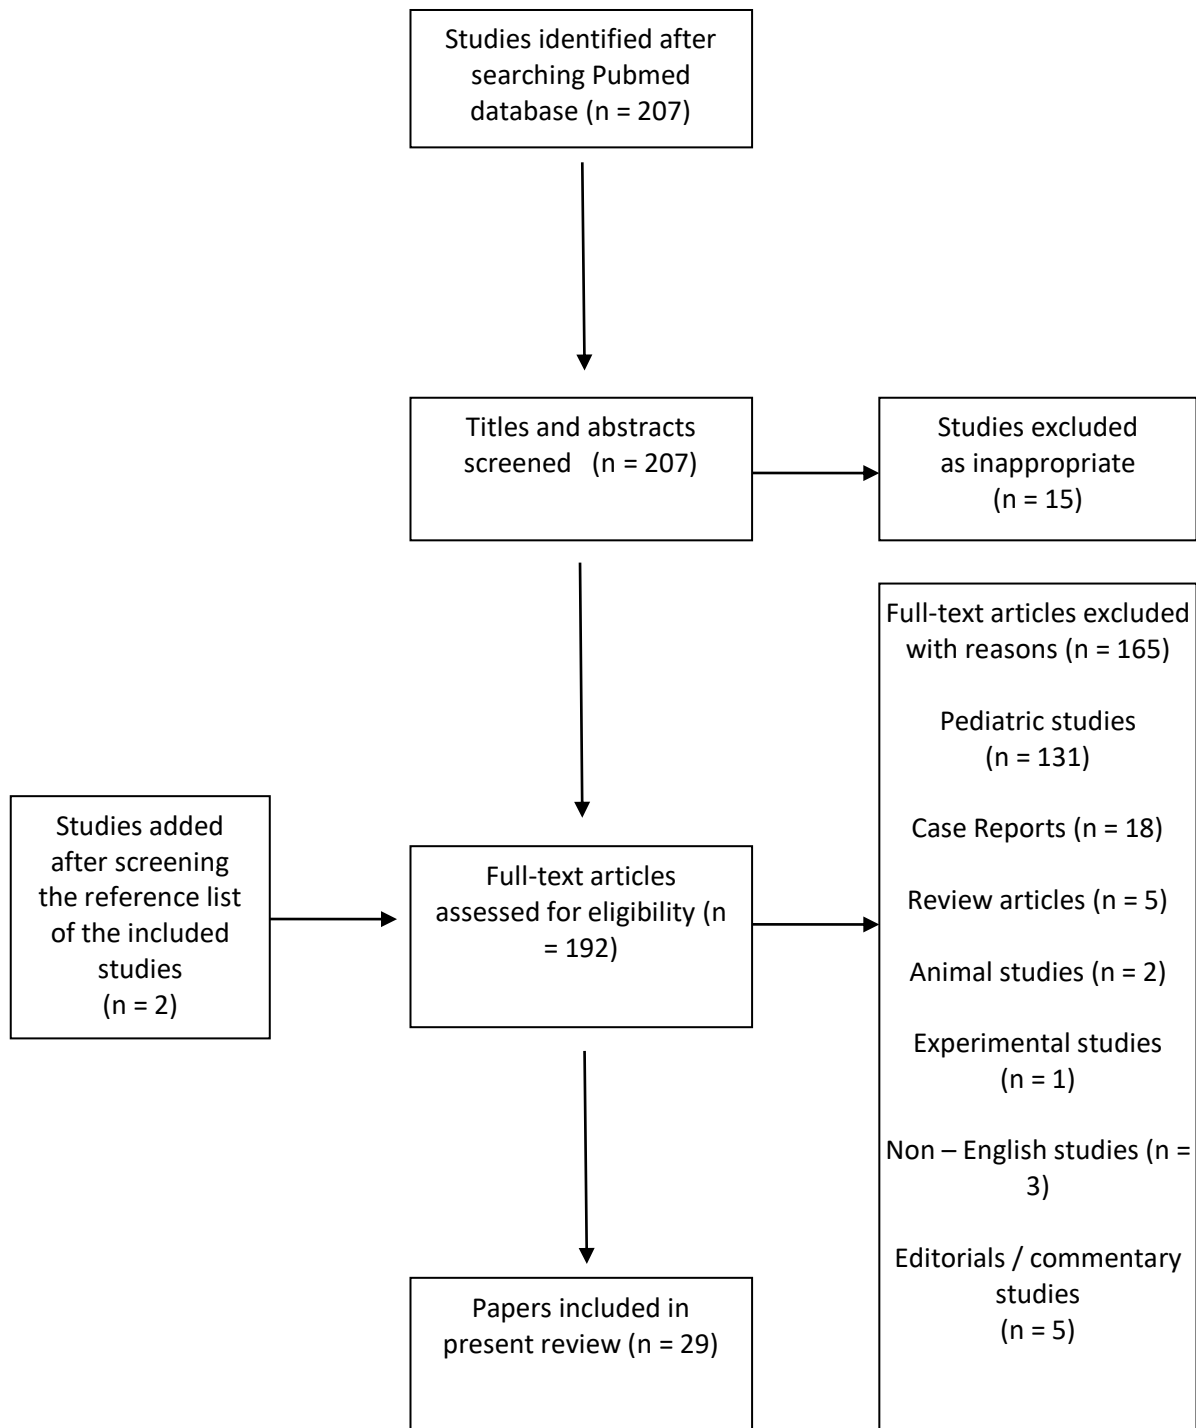 Studies identified after
searching Pubmed
database (n = 207)
Titles and abstracts
screened (n = 207)
Studies excluded
as inappropriate
(n = 15)
Full-text articles excluded
with reasons (n = 165)
Pediatric studies
(n = 131)
Case Reports (n = 18)
Review articles (n = 5)
Animal studies (n = 2)
Experimental studies
(n = 1)
Non – English studies (n =
3)
Editorials / commentary
studies
(n = 5)
Studies added
after screening
the reference list
of the included
studies
(n = 2)
Full-text articles
assessed for eligibility (n
= 192)
Papers included in
present review (n = 29)